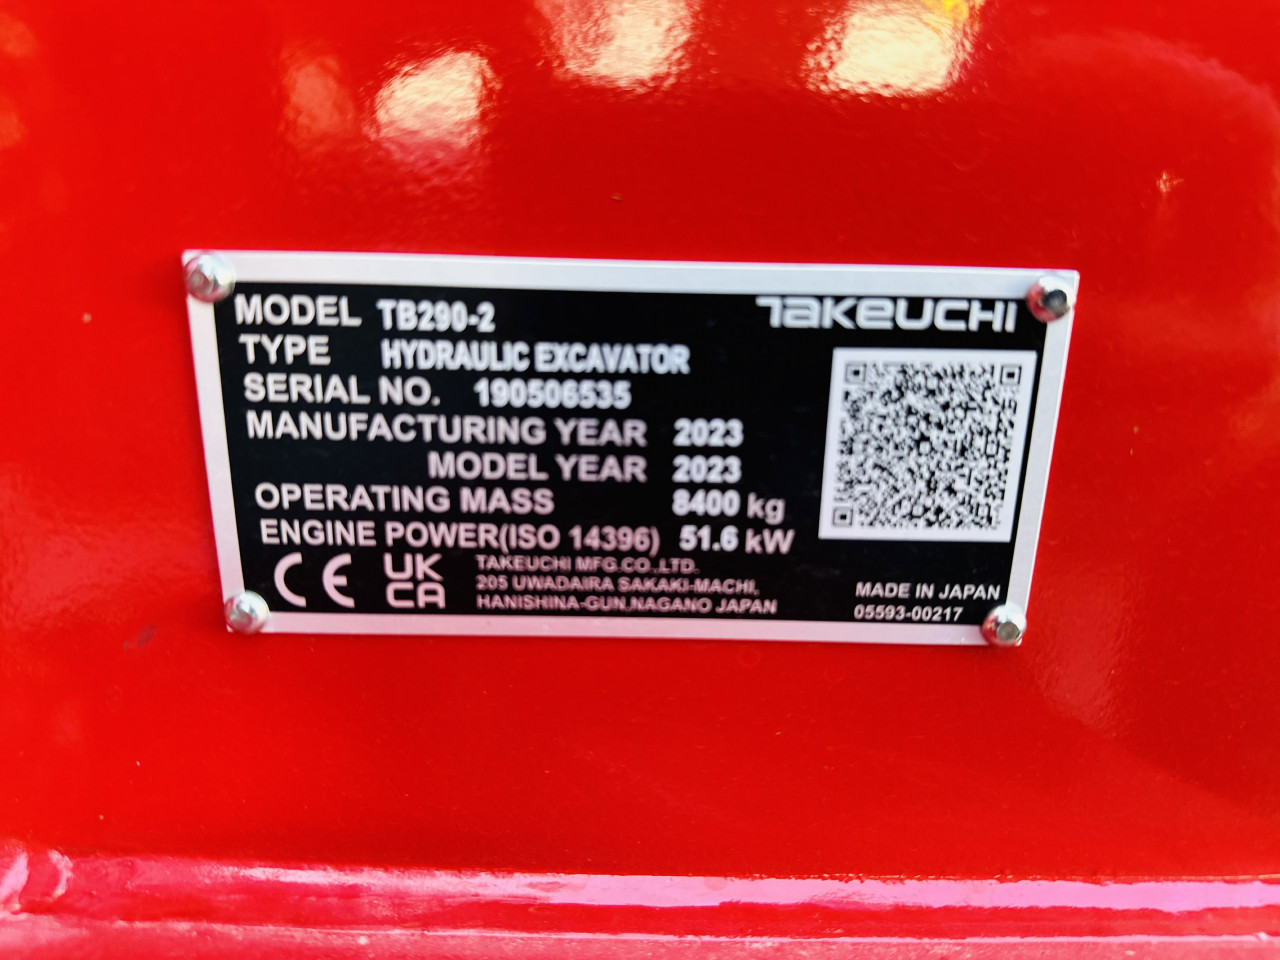 TAKEUCHI
MODEL TB290-2
TYPE HYDRAULIC EXCAVATOR
SERIAL NO. 190506535
MANUFACTURING YEAR 2023
MODEL YEAR 2023
OPERATING MASS 8400 kg
ENGINE POWER(ISO 14396) 51.6 kW
CE UK CA
TAKEUCHI MFG.CO.,LTD.
205 UWADAIRA SAKAKI-MACHI,
HANISHINA-GUN,NAGANO JAPAN
MADE IN JAPAN
05593-00217